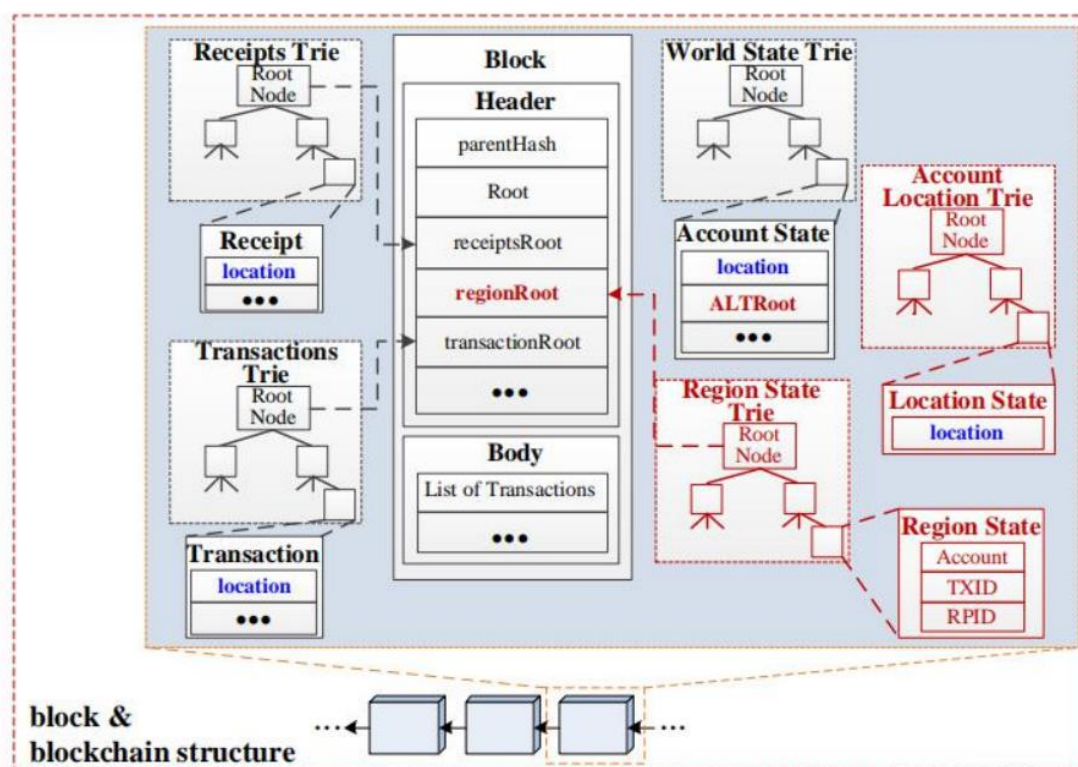 Receipts Trie
Root
Node
Receipt
location
•••
Transactions
Trie
Root
Node
Transaction
location
•••
Block
Header
parentHash
Root
receiptsRoot
regionRoot
transactionRoot
•••
Body
List of Transactions
•••
World State Trie
Root
Node
Account State
location
ALTRoot
•••
Account
Location Trie
Root
Node
Location State
location
Region State
Trie
Root
Node
Region State
Account
TXID
RPID
block &
blockchain structure
•••
•••